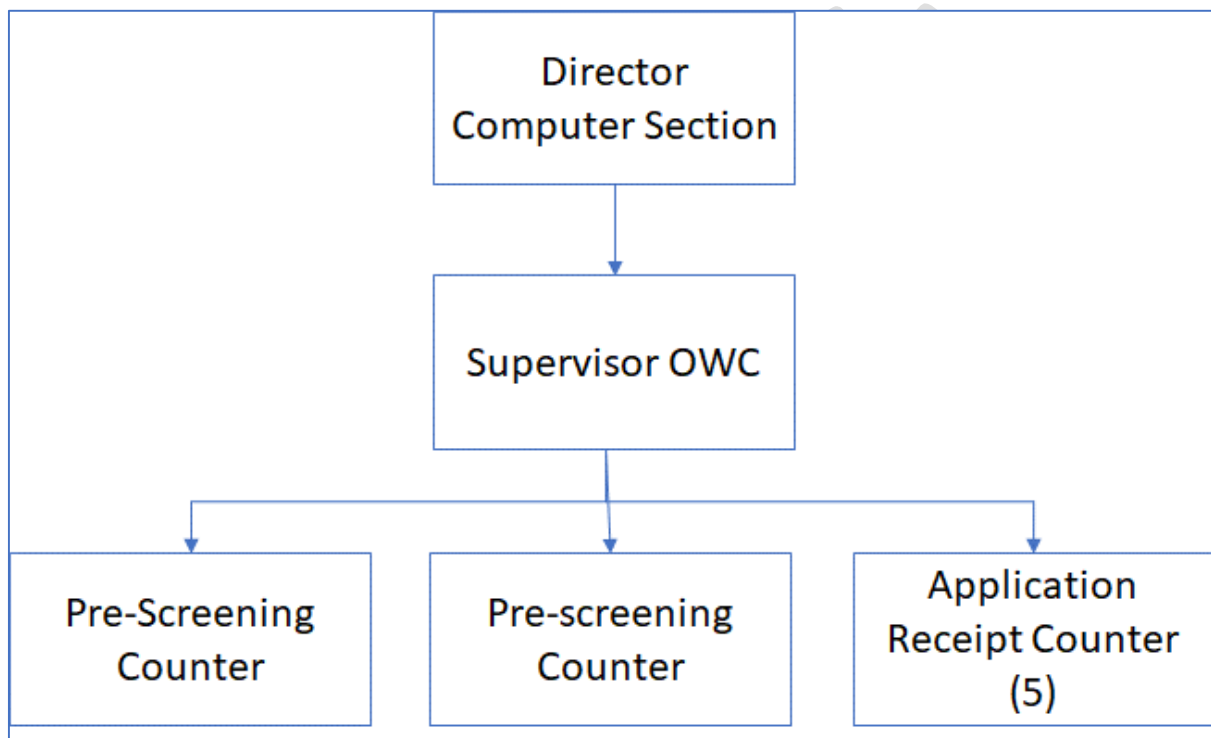 Director
Computer Section
Supervisor OWC
Pre-Screening
Counter
Pre-screening
Counter
Application
Receipt Counter
(5)